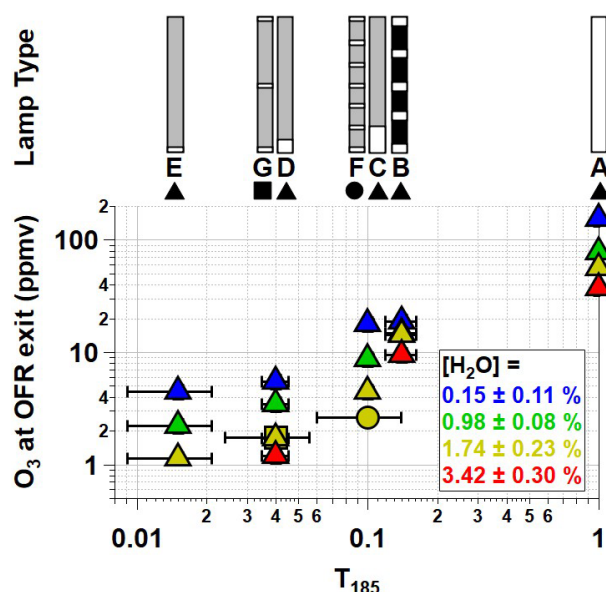 Lamp Type
E G D F C B A
O₃ at OFR exit (ppmv)
2
100
4
2
10
4
2
1
[H₂O] =
0.15 ± 0.11 %
0.98 ± 0.08 %
1.74 ± 0.23 %
3.42 ± 0.30 %
0.01 2 3 4 5 6 0.1 2 3 4 5 6 1
T₁₈₅